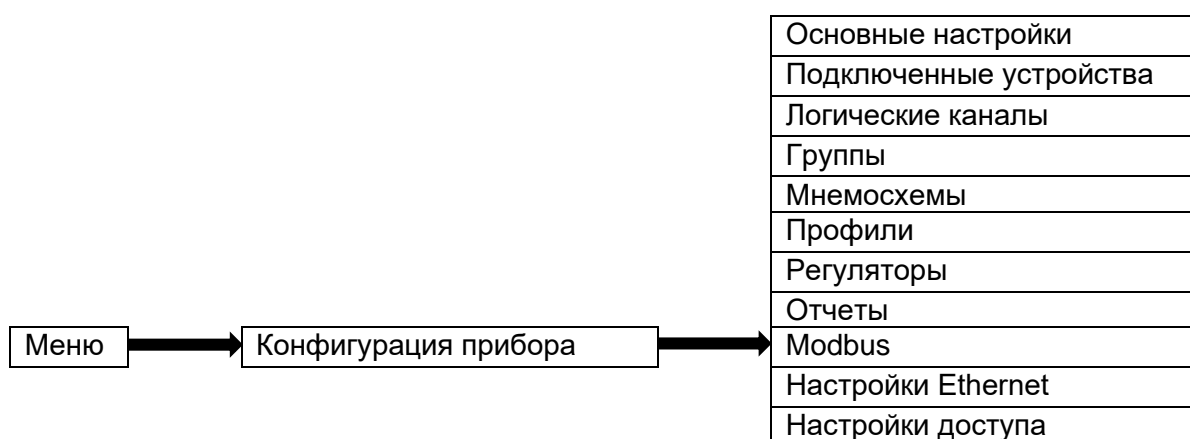 Основные настройки
Подключенные устройства
Логические каналы
Группы
Мнемосхемы
Профили
Регуляторы
Отчеты
Меню
Конфигурация прибора
Modbus
Настройки Ethernet
Настройки доступа